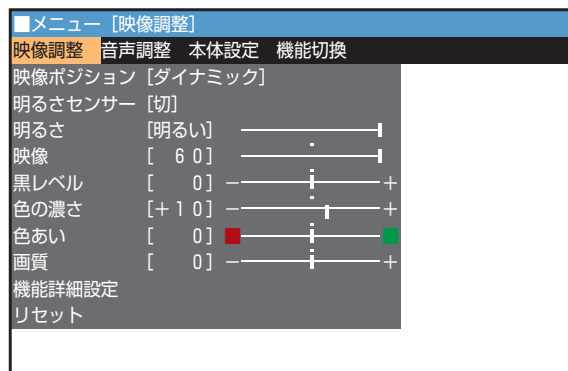 ■メニュー [映像調整]
映像調整 音声調整 本体設定 機能切換
映像ポジション [ダイナミック]
明るさセンサー [切]
明るさ [明るい]
映像 [ 60]
黒レベル [ 0] − +
色の濃さ [+10] − +
色あい [ 0]
画質 [ 0] − +
機能詳細設定
リセット